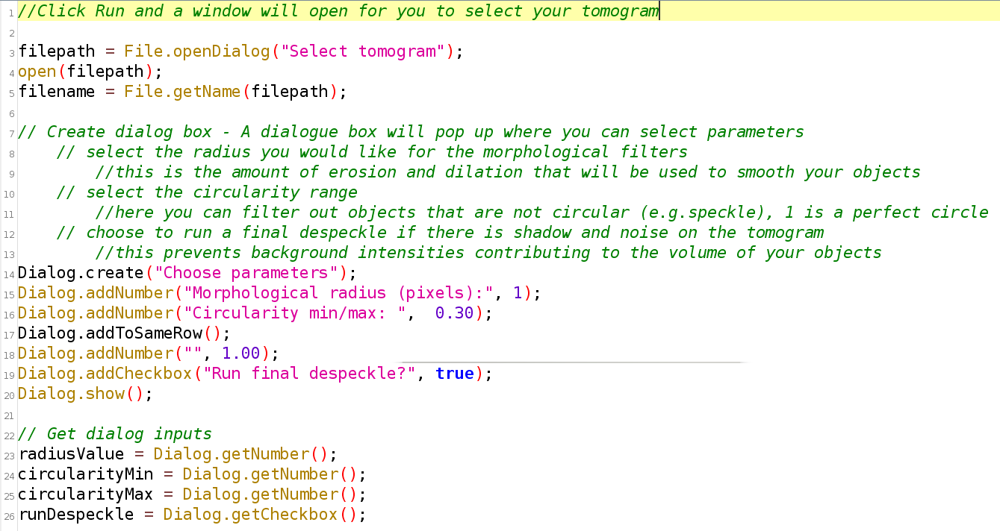 1 //Click Run and a window will open for you to select your tomogram
2
3 filepath = File.openDialog("Select tomogram");
4 open(filepath);
5 filename = File.getName(filepath);
6
7 // Create dialog box - A dialogue box will pop up where you can select parameters
8     // select the radius you would like for the morphological filters
9         //this is the amount of erosion and dilation that will be used to smooth your objects
10     // select the circularity range
11         //here you can filter out objects that are not circular (e.g.speckle), 1 is a perfect circle
12     // choose to run a final despeckle if there is shadow and noise on the tomogram
13         //this prevents background intensities contributing to the volume of your objects
14 Dialog.create("Choose parameters");
15 Dialog.addNumber("Morphological radius (pixels):", 1);
16 Dialog.addNumber("Circularity min/max: ",  0.30);
17 Dialog.addToSameRow();
18 Dialog.addNumber("", 1.00);
19 Dialog.addCheckbox("Run final despeckle?", true);
20 Dialog.show();
21
22 // Get dialog inputs
23 radiusValue = Dialog.getNumber();
24 circularityMin = Dialog.getNumber();
25 circularityMax = Dialog.getNumber();
26 runDespeckle = Dialog.getCheckbox();